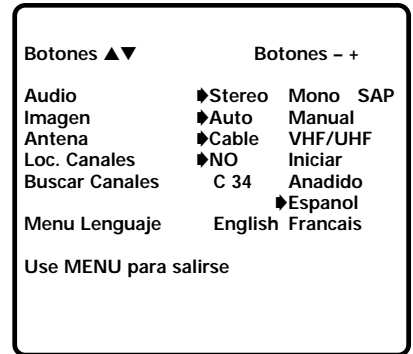 Botones ▲▼ Botones – +
Audio ➧Stereo Mono SAP
Imagen ➧Auto Manual
Antena ➧Cable VHF/UHF
Loc. Canales ➧NO Iniciar
Buscar Canales C 34 Anadido
➧Espanol
Menu Lenguaje English Francais
Use MENU para salirse